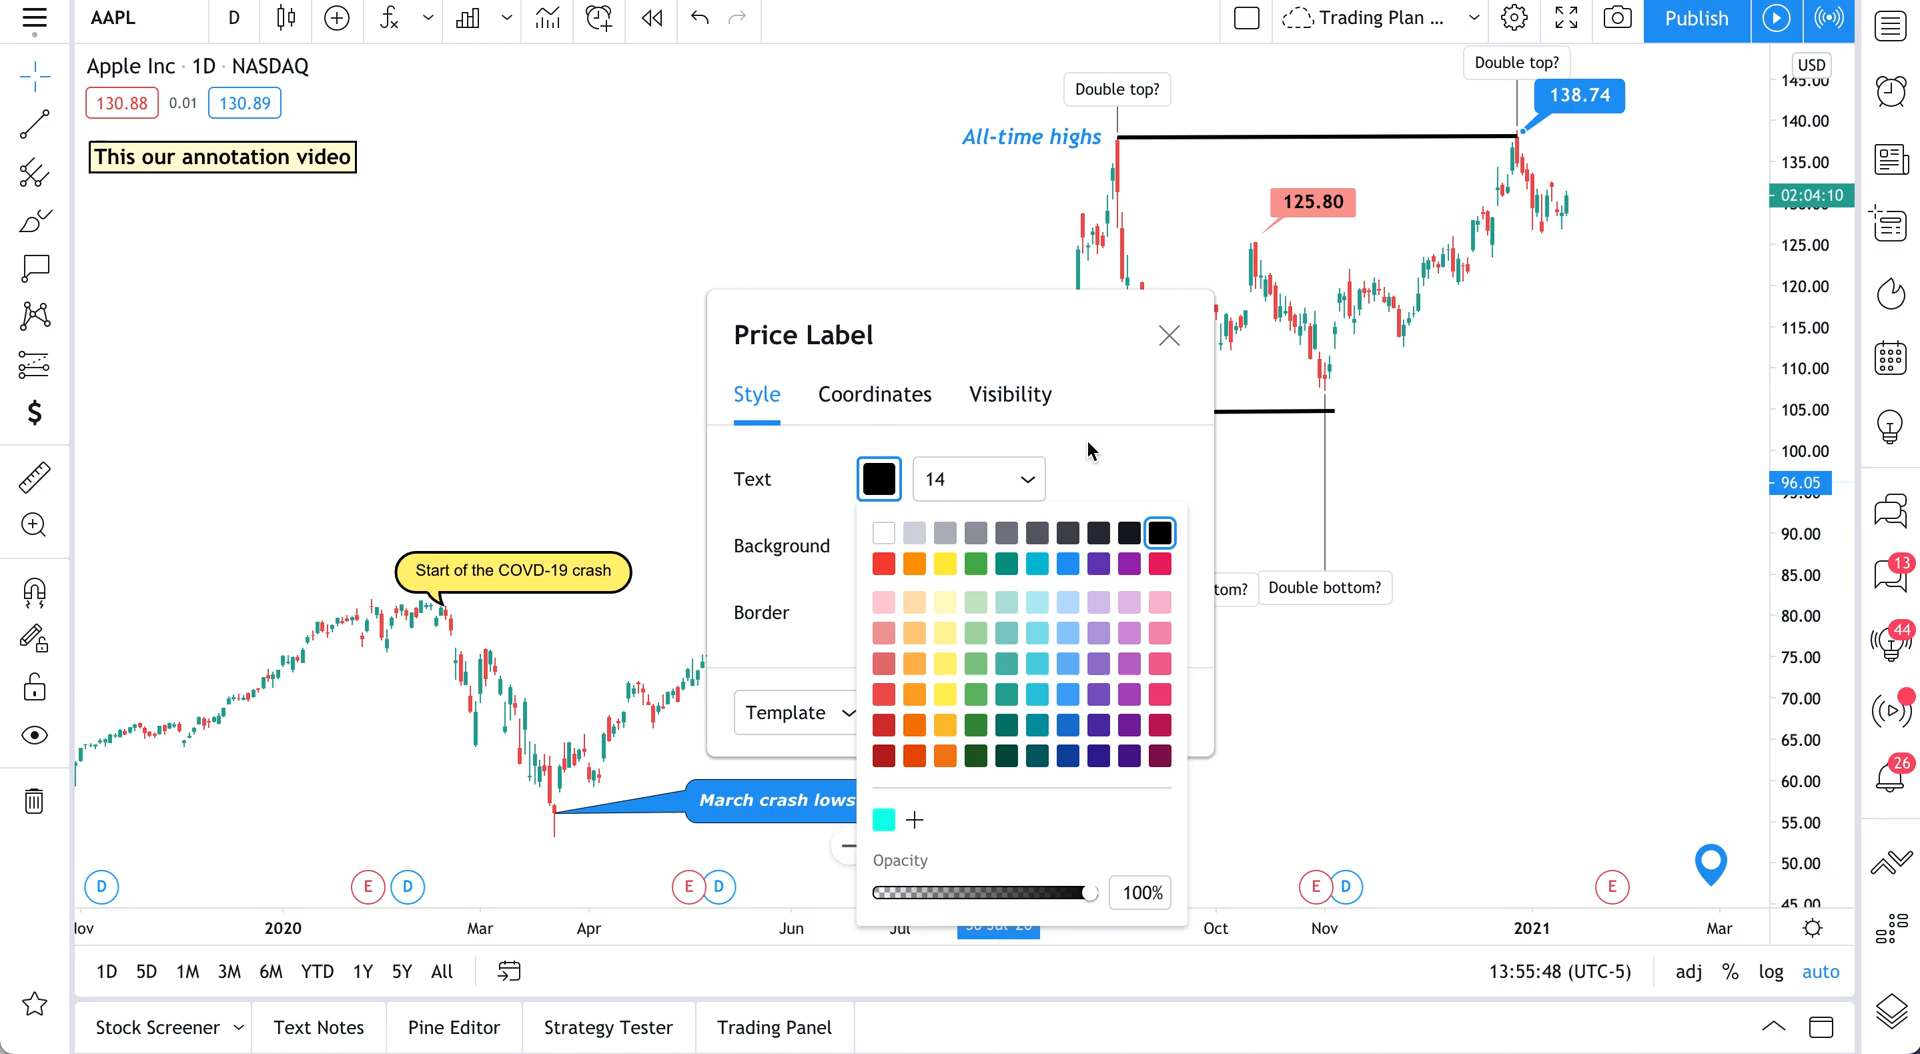 AAPL
D
Trading Plan ...
Publish
Apple Inc · 1D · NASDAQ
130.88 0.01 130.89
This our annotation video
Double top?
Double top?
138.74
All-time highs
125.80
USD
145.00
140.00
135.00
02:04:10
125.00
120.00
115.00
110.00
105.00
100.00
96.05
90.00
85.00
80.00
75.00
70.00
65.00
60.00
55.00
50.00
45.00
Price Label
Style Coordinates Visibility
Text 14
Background
Border
Template
Opacity
100%
Start of the COVD-19 crash
March crash lows
tom?
Double bottom?
D E D E D E D E
lov 2020 Mar Apr Jun Jul 30 Jul '20 Oct Nov 2021 Mar
1D 5D 1M 3M 6M YTD 1Y 5Y All
13:55:48 (UTC-5) adj % log auto
Stock Screener Text Notes Pine Editor Strategy Tester Trading Panel
13
44
26